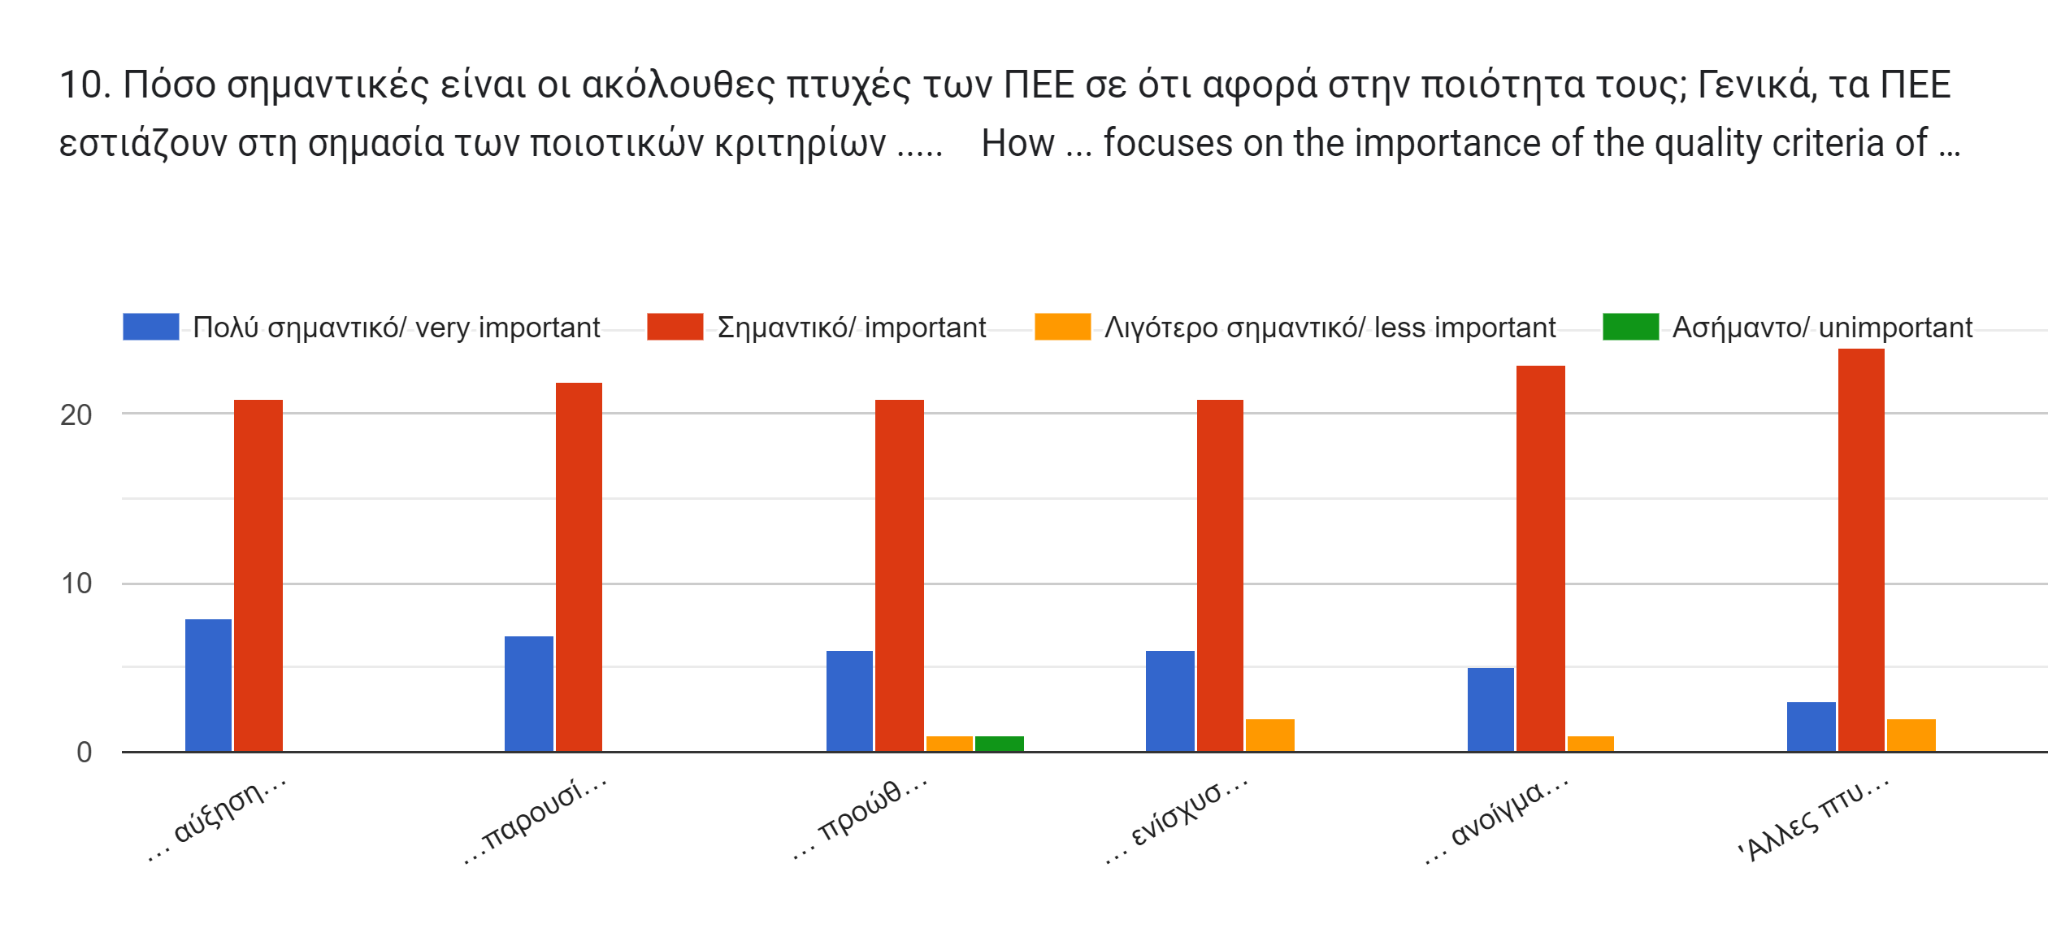 10. Πόσο σημαντικές είναι οι ακόλουθες πτυχές των ΠΕΕ σε ότι αφορά στην ποιότητα τους; Γενικά, τα ΠΕΕ
εστιάζουν στη σημασία των ποιοτικών κριτηρίων ..... How ... focuses on the importance of the quality criteria of …
Πολύ σημαντικό/ very important
Σημαντικό/ important
Λιγότερο σημαντικό/ less important
Ασήμαντο/ unimportant
20
10
0
… αύξηση…
…παρουσί…
… προώθ…
… ενίσχυσ…
… ανοίγμα…
'Αλλες πτυ…